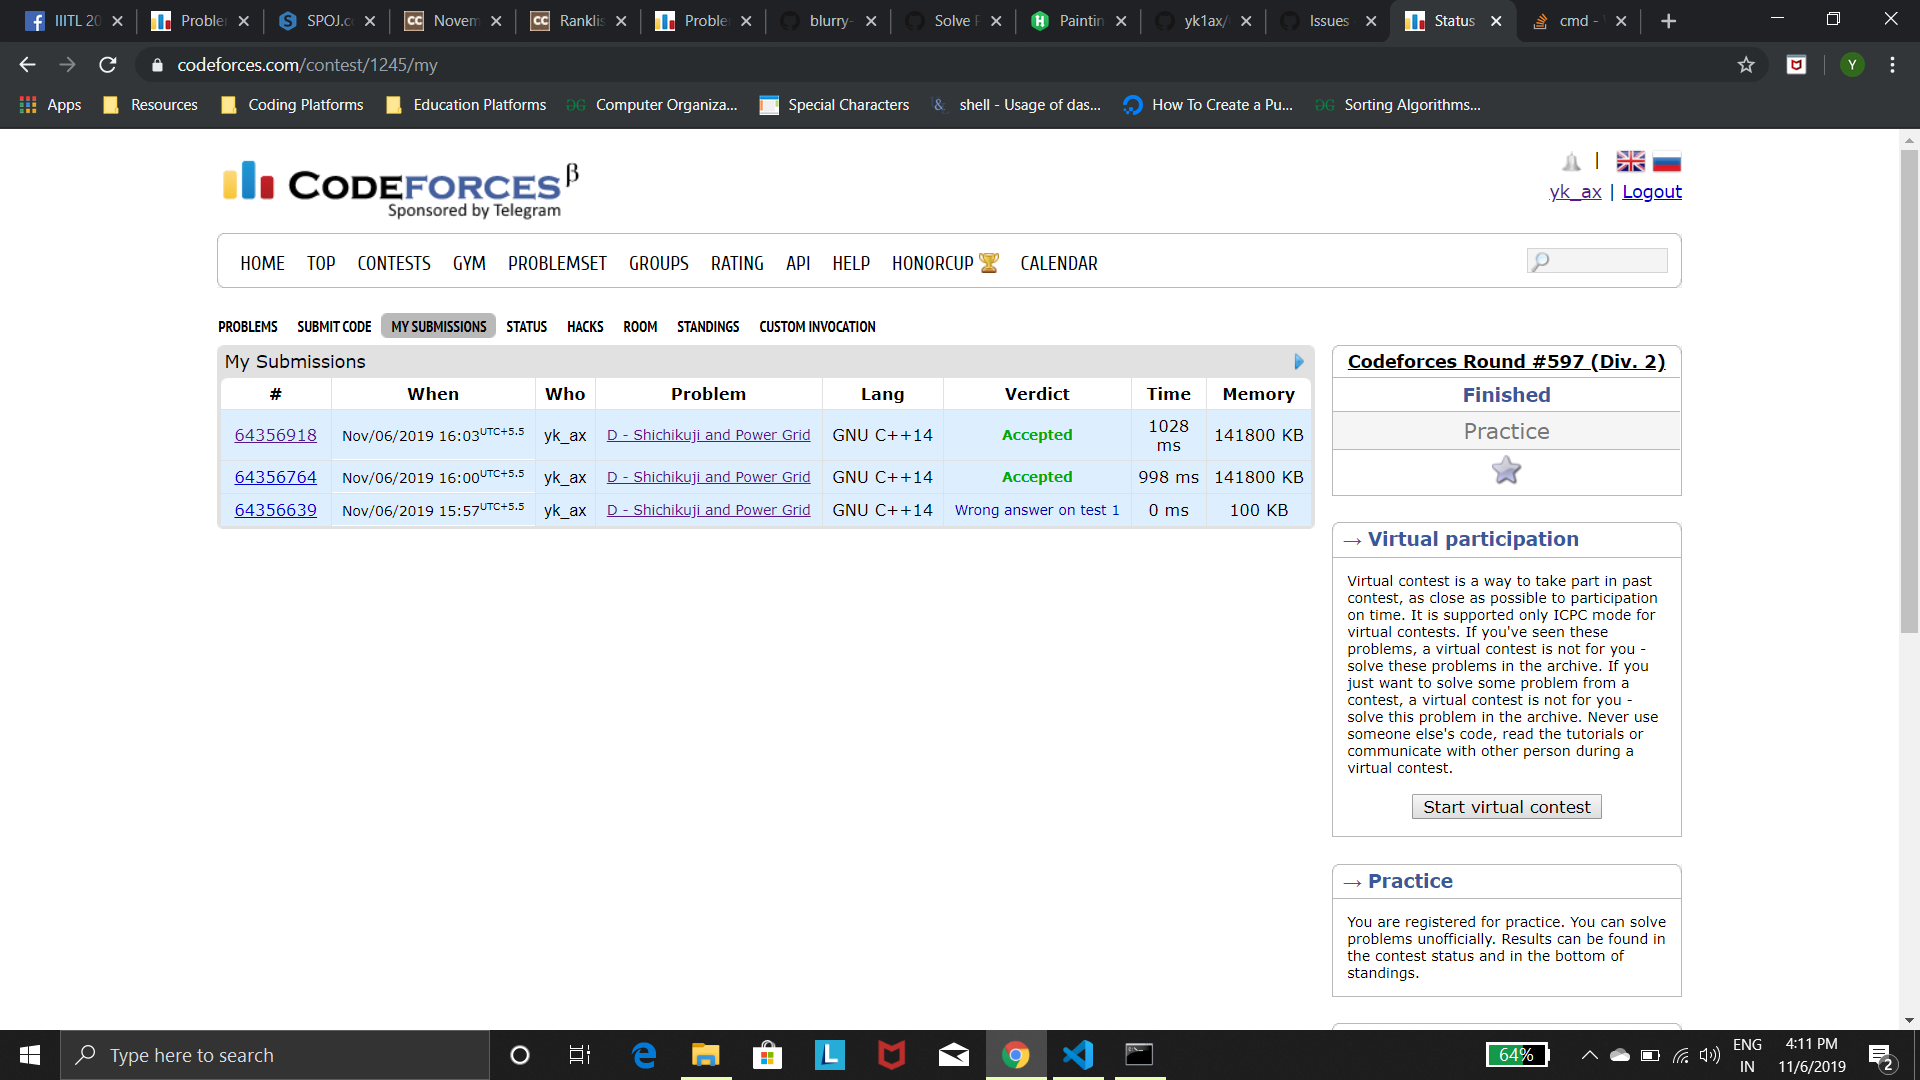 IIITL 20 Problem SPOJ.co Novem Ranklis Problem blurry- Solve P Paintin yk1ax/ Issues Status cmd -
codeforces.com/contest/1245/my Y
Apps Resources Coding Platforms Education Platforms Computer Organiza... Special Characters shell - Usage of das... How To Create a Pu... Sorting Algorithms...
CODEFORCES β
Sponsored by Telegram
|
yk_ax | Logout
HOME TOP CONTESTS GYM PROBLEMSET GROUPS RATING API HELP HONORCUP CALENDAR
PROBLEMS SUBMIT CODE MY SUBMISSIONS STATUS HACKS ROOM STANDINGS CUSTOM INVOCATION
My Submissions
# When Who Problem Lang Verdict Time Memory
64356918 Nov/06/2019 16:03UTC+5.5 yk_ax D - Shichikuji and Power Grid GNU C++14 Accepted 1028 ms 141800 KB
64356764 Nov/06/2019 16:00UTC+5.5 yk_ax D - Shichikuji and Power Grid GNU C++14 Accepted 998 ms 141800 KB
64356639 Nov/06/2019 15:57UTC+5.5 yk_ax D - Shichikuji and Power Grid GNU C++14 Wrong answer on test 1 0 ms 100 KB
Codeforces Round #597 (Div. 2)
Finished
Practice
→ Virtual participation
Virtual contest is a way to take part in past
contest, as close as possible to participation
on time. It is supported only ICPC mode for
virtual contests. If you've seen these
problems, a virtual contest is not for you -
solve these problems in the archive. If you
just want to solve some problem from a
contest, a virtual contest is not for you -
solve this problem in the archive. Never use
someone else's code, read the tutorials or
communicate with other person during a
virtual contest.
Start virtual contest
→ Practice
You are registered for practice. You can solve
problems unofficially. Results can be found in
the contest status and in the bottom of
standings.
Type here to search
64%
ENG
IN
4:11 PM
11/6/2019
2